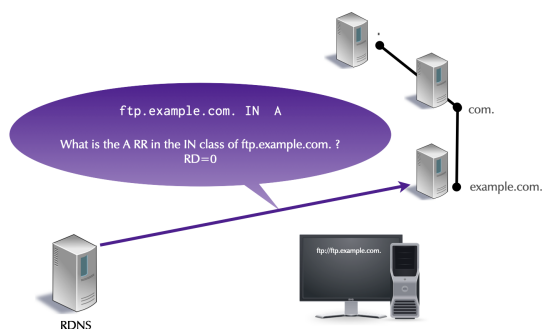 .
ftp.example.com. IN A
com.
What is the A RR in the IN class of ftp.example.com. ?
RD=0
example.com.
ftp://ftp.example.com.
RDNS